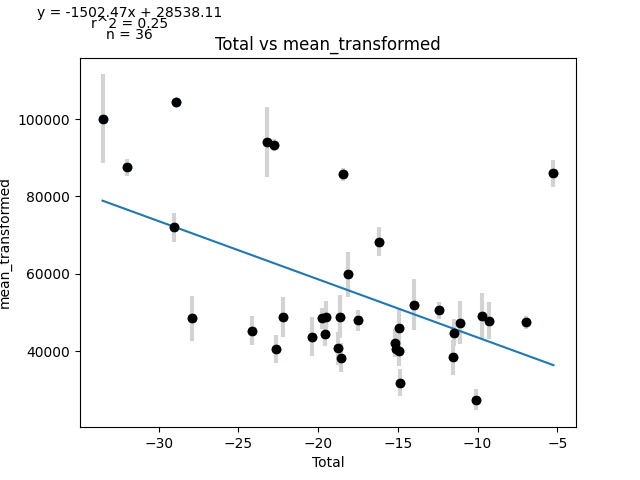 y = -1502.47x + 28538.11
r^2 = 0.25
n = 36
Total vs mean_transformed
mean_transformed
100000
80000
60000
40000
−30
−25
−20
−15
−10
−5
Total